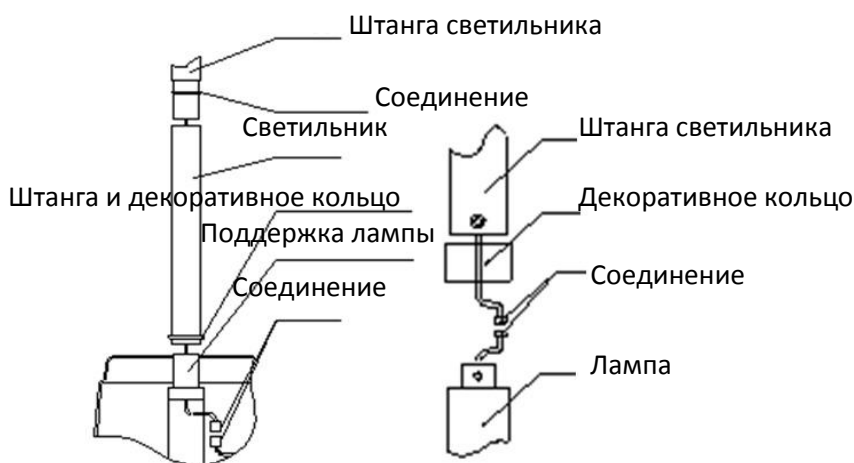 Штанга светильника
Соединение
Светильник
Штанга и декоративное кольцо
Поддержка лампы
Соединение
Штанга светильника
Декоративное кольцо
Соединение
Лампа